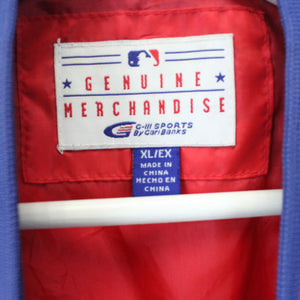 GENUINE
MERCHANDISE
G-III SPORTS
By Carl Banks
XL/EX
MADE IN
CHINA
HECHO EN
CHINA